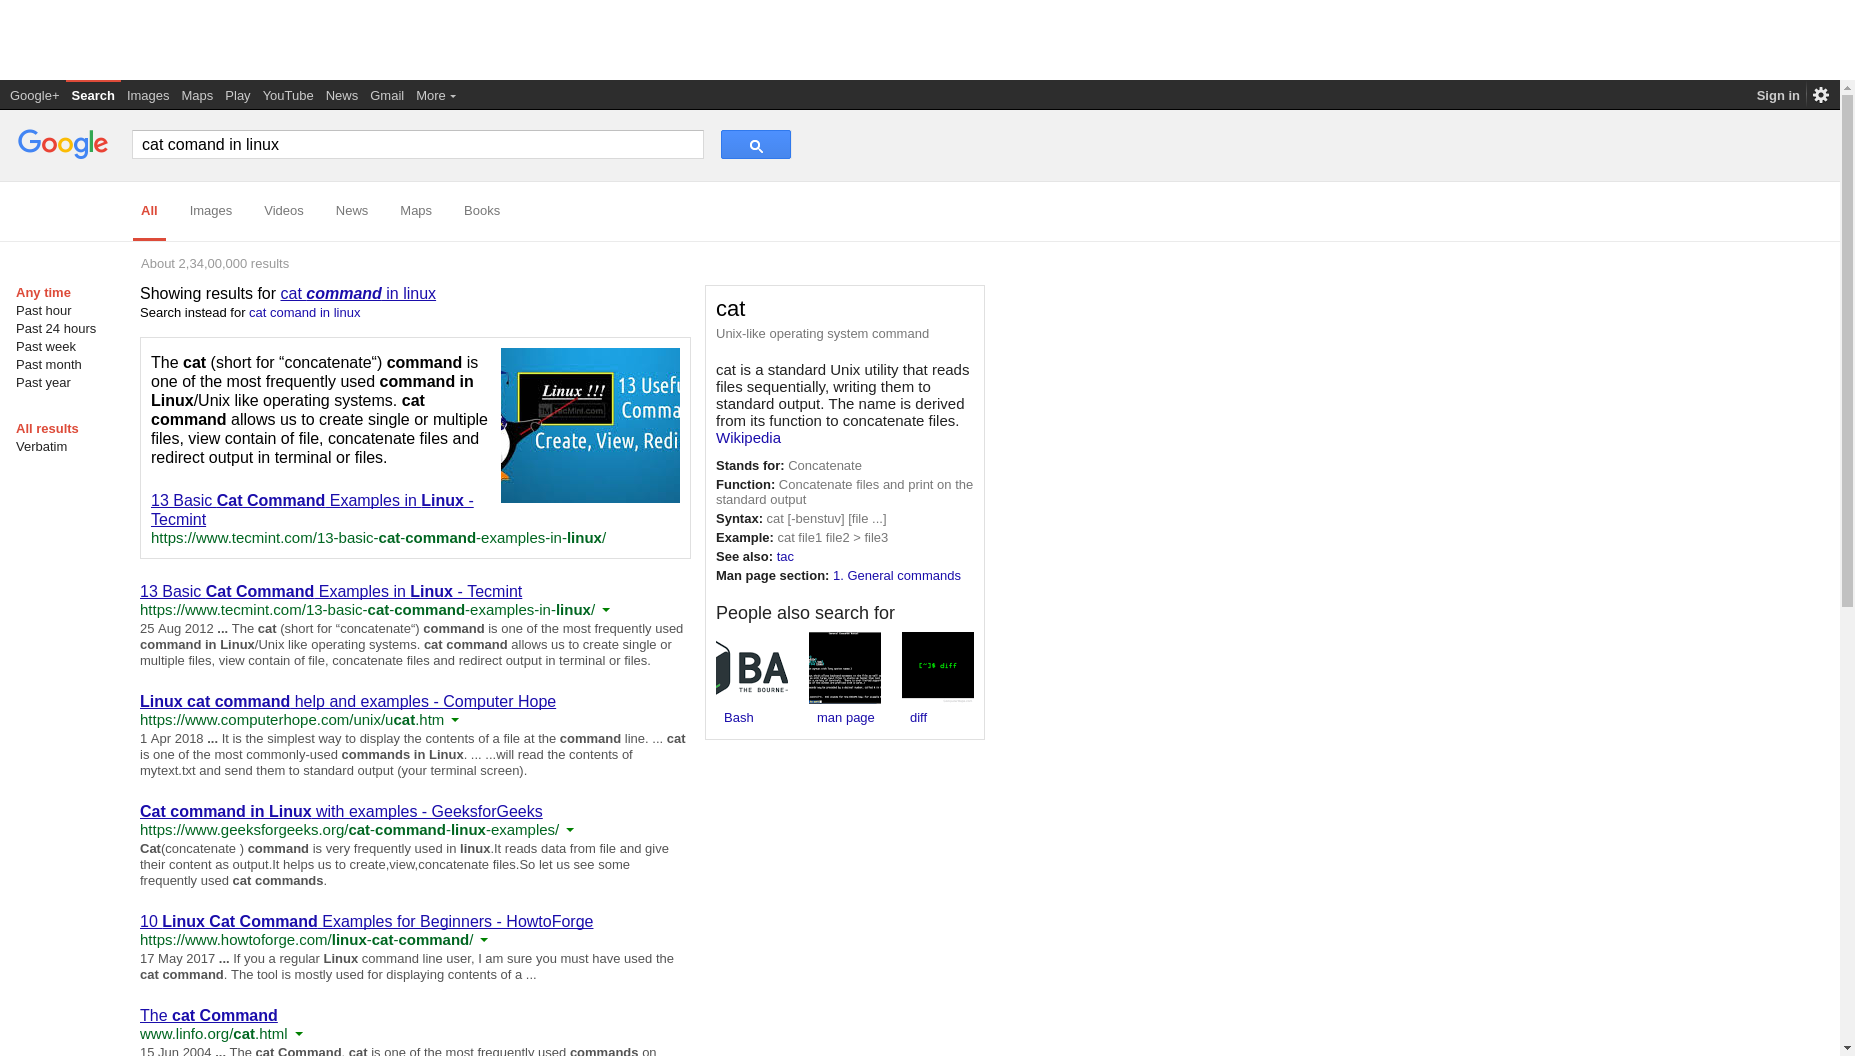 Google+ Search Images Maps Play YouTube News Gmail More Sign in
Google cat comand in linux
All Images Videos News Maps Books
About 2,34,00,000 results
Any time
Past hour
Past 24 hours
Past week
Past month
Past year
All results
Verbatim
Showing results for cat command in linux
Search instead for cat comand in linux
The cat (short for “concatenate“) command is
one of the most frequently used command in
Linux/Unix like operating systems. cat
command allows us to create single or multiple
files, view contain of file, concatenate files and
redirect output in terminal or files.
Linux !!!
TecMint.com
13 Usefu
Comma
Create, View, Redi
13 Basic Cat Command Examples in Linux -
Tecmint
https://www.tecmint.com/13-basic-cat-command-examples-in-linux/
13 Basic Cat Command Examples in Linux - Tecmint
https://www.tecmint.com/13-basic-cat-command-examples-in-linux/
25 Aug 2012 ... The cat (short for “concatenate“) command is one of the most frequently used
command in Linux/Unix like operating systems. cat command allows us to create single or
multiple files, view contain of file, concatenate files and redirect output in terminal or files.
Linux cat command help and examples - Computer Hope
https://www.computerhope.com/unix/ucat.htm
1 Apr 2018 ... It is the simplest way to display the contents of a file at the command line. ... cat
is one of the most commonly-used commands in Linux. ... ...will read the contents of
mytext.txt and send them to standard output (your terminal screen).
Cat command in Linux with examples - GeeksforGeeks
https://www.geeksforgeeks.org/cat-command-linux-examples/
Cat(concatenate ) command is very frequently used in linux.It reads data from file and give
their content as output.It helps us to create,view,concatenate files.So let us see some
frequently used cat commands.
10 Linux Cat Command Examples for Beginners - HowtoForge
https://www.howtoforge.com/linux-cat-command/
17 May 2017 ... If you a regular Linux command line user, I am sure you must have used the
cat command. The tool is mostly used for displaying contents of a ...
The cat Command
www.linfo.org/cat.html
15 Jun 2004 ... The cat Command. cat is one of the most frequently used commands on
cat
Unix-like operating system command
cat is a standard Unix utility that reads
files sequentially, writing them to
standard output. The name is derived
from its function to concatenate files.
Wikipedia
Stands for: Concatenate
Function: Concatenate files and print on the
standard output
Syntax: cat [-benstuv] [file ...]
Example: cat file1 file2 > file3
See also: tac
Man page section: 1. General commands
People also search for
BA
THE BOURNE-
[~]$ diff
Bash man page diff